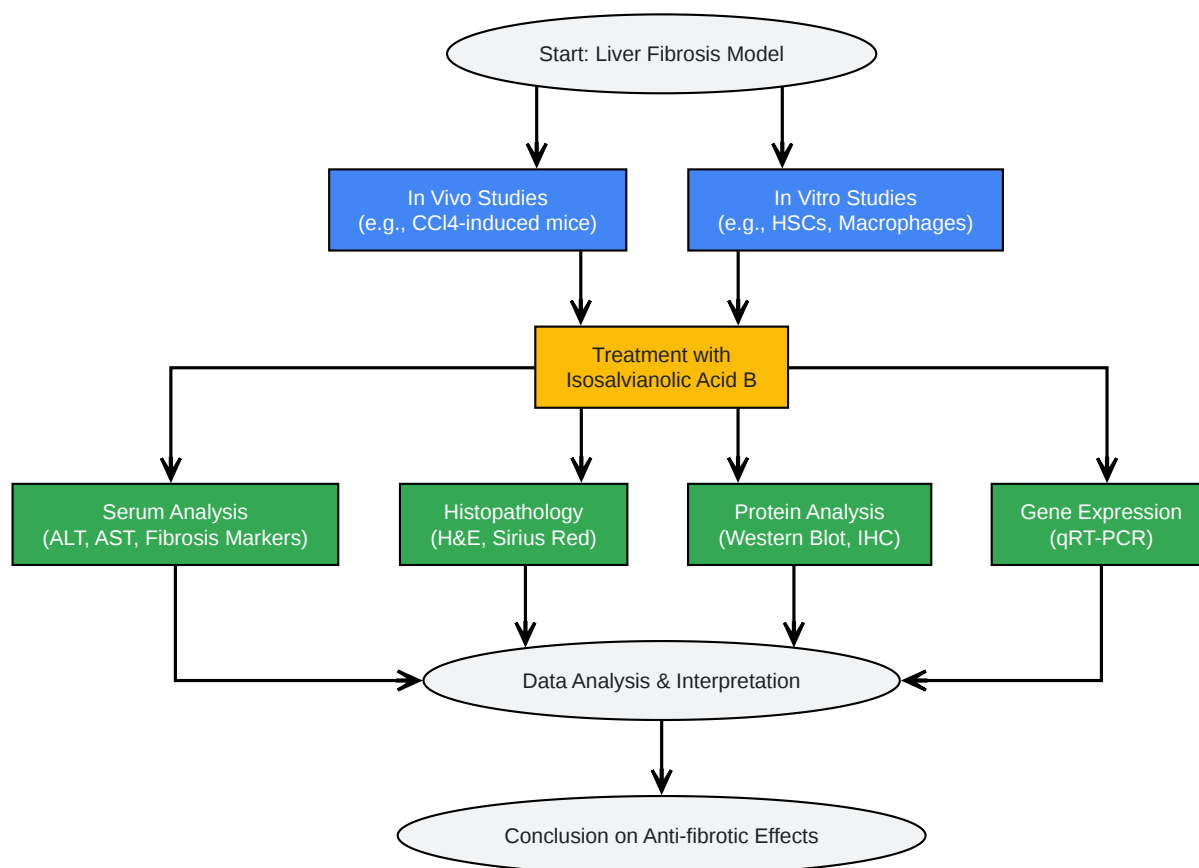 Start: Liver Fibrosis Model
In Vivo Studies
(e.g., CCl4-induced mice)
In Vitro Studies
(e.g., HSCs, Macrophages)
Treatment with
Isosalvianolic Acid B
Serum Analysis
(ALT, AST, Fibrosis Markers)
Histopathology
(H&E, Sirius Red)
Protein Analysis
(Western Blot, IHC)
Gene Expression
(qRT-PCR)
Data Analysis & Interpretation
Conclusion on Anti-fibrotic Effects